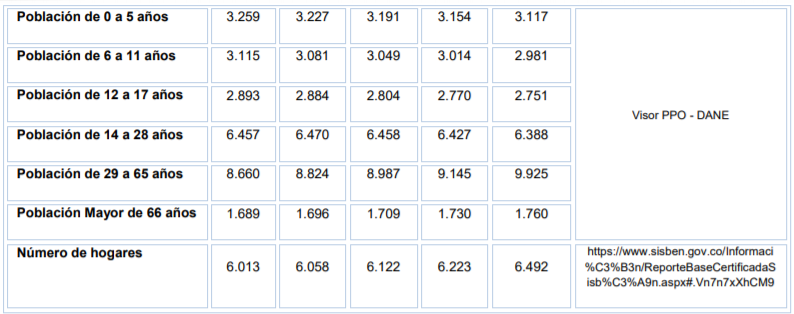 Población de 0 a 5 años 3.259 3.227 3.191 3.154 3.117
Población de 6 a 11 años 3.115 3.081 3.049 3.014 2.981
Población de 12 a 17 años 2.893 2.884 2.804 2.770 2.751
Visor PPO - DANE
Población de 14 a 28 años 6.457 6.470 6.458 6.427 6.388
Población de 29 a 65 años 8.660 8.824 8.987 9.145 9.925
Población Mayor de 66 años 1.689 1.696 1.709 1.730 1.760
Número de hogares 6.013 6.058 6.122 6.223 6.492
https://www.sisben.gov.co/Informaci
%C3%B3n/ReporteBaseCertificadaS
isb%C3%A9n.aspx#.Vn7n7xXhCM9